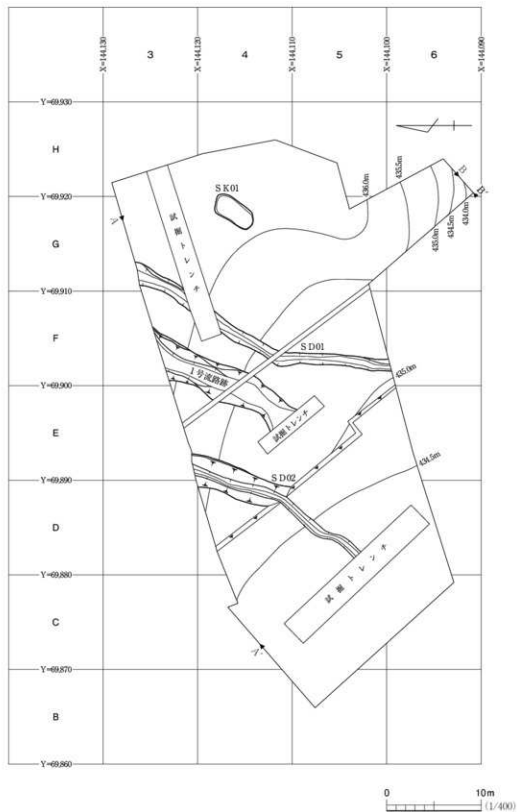 X=144,130
X=144,120
X=144,110
X=144,100
X=144,090
3
4
5
6
Y=69,930
H
Y=69,920
G
Y=69,910
F
Y=69,900
E
Y=69,890
D
Y=69,880
C
Y=69,870
B
Y=69,860
SK01
436.0m
435.5m
435.0m
434.5m
434.0m
B
B'
A
試掘トレンチ
SD01
1号流路跡
試掘トレンチ
435.0m
434.5m
SD02
試掘トレンチ
A'
0 10m
(1/400)